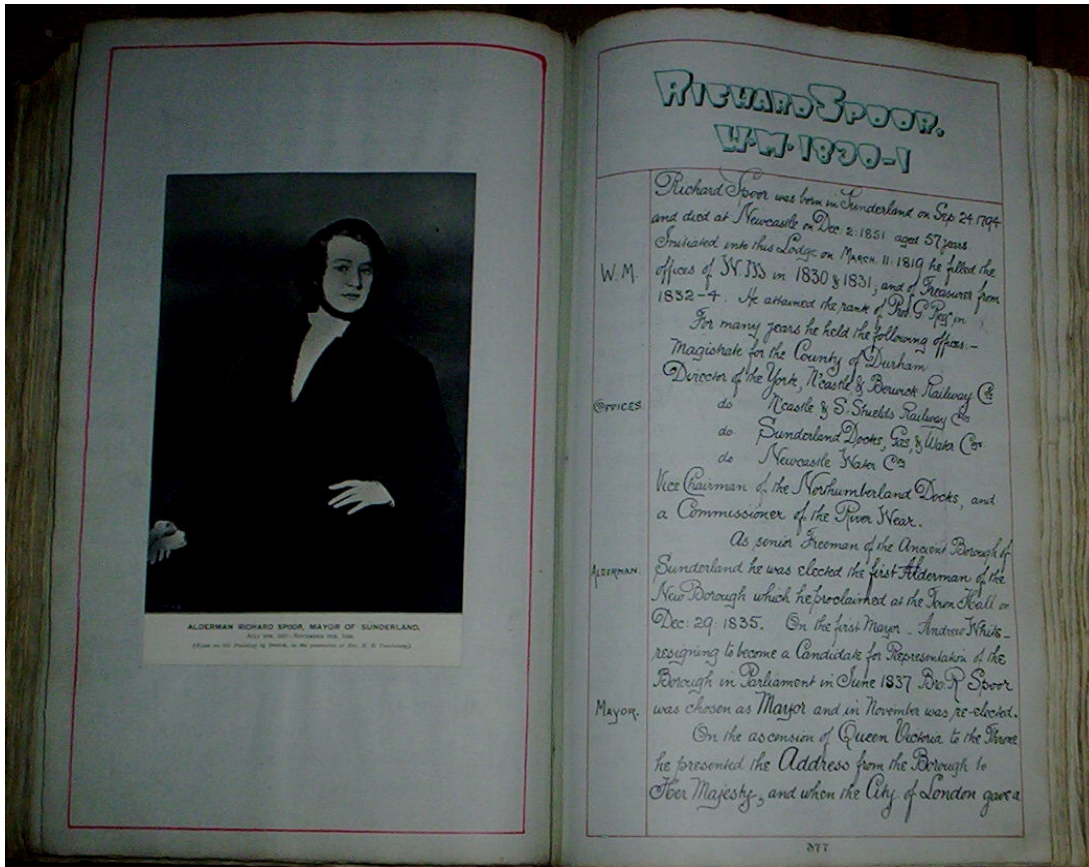 ALDERMAN RICHARD SPOOR, MAYOR OF SUNDERLAND,
RICHARD SPOOR.
W.M. 1830-1
Richard Spoor was born in Sunderland on Sep 24. 1794
and died at Newcastle on Dec. 2. 1851 aged 57 years.
Initiated into this Lodge on MARCH. 11. 1819 he filled the
W.M. offices of W.M in 1830 & 1831, and of Treasurer from
1832-4. He attained the rank of Prov. G. Reg. in
For many years he held the following offices:-
Magistrate for the County of Durham
Director of the York, N'castle, & Berwick Railway Co
OFFICES. do N'castle & S. Shields Railway Co
do Sunderland Docks, Gas, & Water Cos
do Newcastle Water Co
Vice Chairman of the Northumberland Docks, and
a Commissioner of the River Wear.
As senior Freeman of the Ancient Borough of
ALDERMAN. Sunderland he was elected the first Alderman of the
New Borough which he proclaimed at the Town Hall on
Dec: 29: 1835. On the first Mayor - Andrew White -
resigning to become a Candidate for Representation of the
Borough in Parliament in June 1837 Bro. R Spoor
MAYOR. was chosen as Mayor and in November was re-elected.
On the ascension of Queen Victoria to the Throne
he presented the Address from the Borough to
Her Majesty, and when the City of London gave a
377